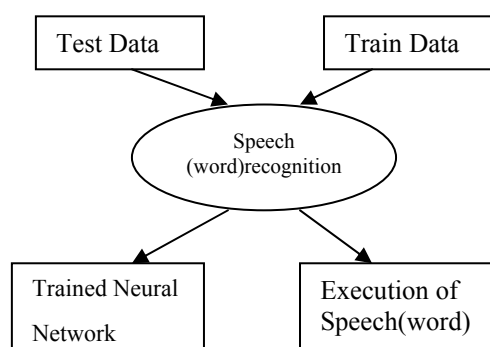 Test Data
Train Data
Speech
(word)recognition
Trained Neural
Network
Execution of
Speech(word)